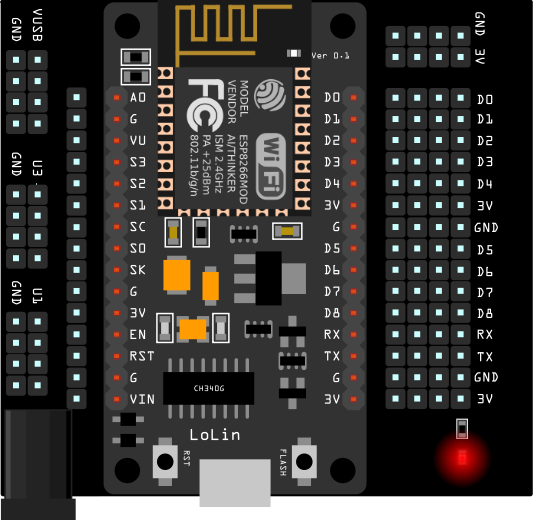 GND VUSB
GND U3
GND U1
Ver 0.1
FC
MODEL ESP8266MOD
VENDOR AI/THINKER
ISM 2.4GHz
PA +25dBm
802.11b/g/n
Wi Fi
A0
G
VU
S3
S2
S1
SC
S0
SK
G
3V
EN
RST
G
VIN
D0
D1
D2
D3
D4
3V
G
D5
D6
D7
D8
RX
TX
G
3V
CH340G
LoLin
RST
FLASH
GND
3V
D0
D1
D2
D3
D4
3V
GND
D5
D6
D7
D8
RX
TX
GND
3V